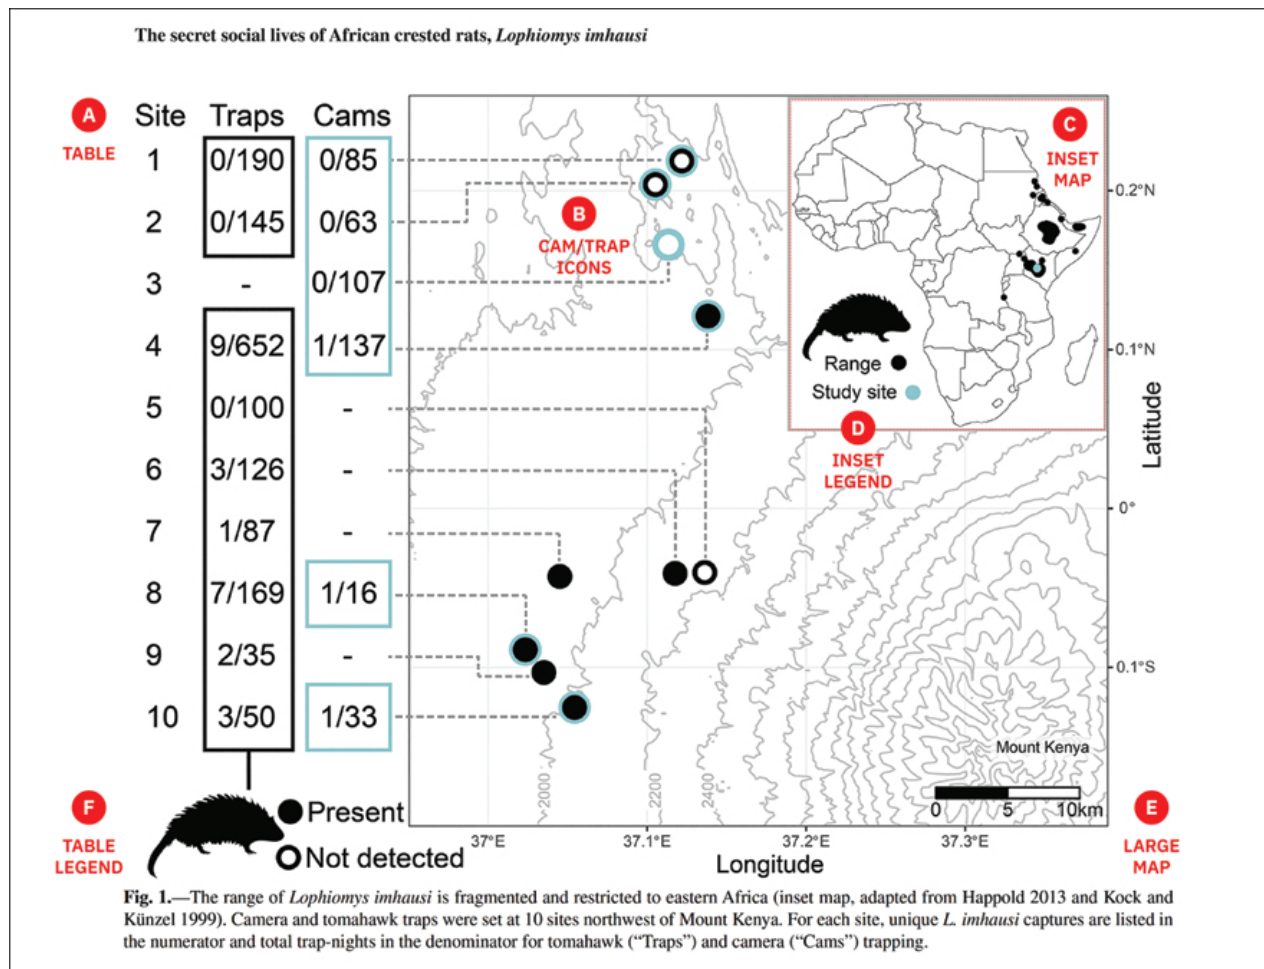 The secret social lives of African crested rats, Lophiomys imhausi
A
TABLE
Site Traps Cams
1 0/190 0/85
2 0/145 0/63
3 - 0/107
4 9/652 1/137
5 0/100 -
6 3/126 -
7 1/87 -
8 7/169 1/16
9 2/35 -
10 3/50 1/33
B
CAM/TRAP
ICONS
C
INSET
MAP
Range
Study site
D
INSET
LEGEND
0.2°N
0.1°N
0°
0.1°S
Latitude
Mount Kenya
0 5 10km
2000
2200
2400
37° 37.1°E 37.2°E 37.3°E
Longitude
E
LARGE
MAP
F
TABLE
LEGEND
Present
Not detected
Fig. 1.—The range of Lophiomys imhausi is fragmented and restricted to eastern Africa (inset map, adapted from Happold 2013 and Kock and
Künzel 1999). Camera and tomahawk traps were set at 10 sites northwest of Mount Kenya. For each site, unique L. imhausi captures are listed in
the numerator and total trap-nights in the denominator for tomahawk (“Traps”) and camera (“Cams”) trapping.